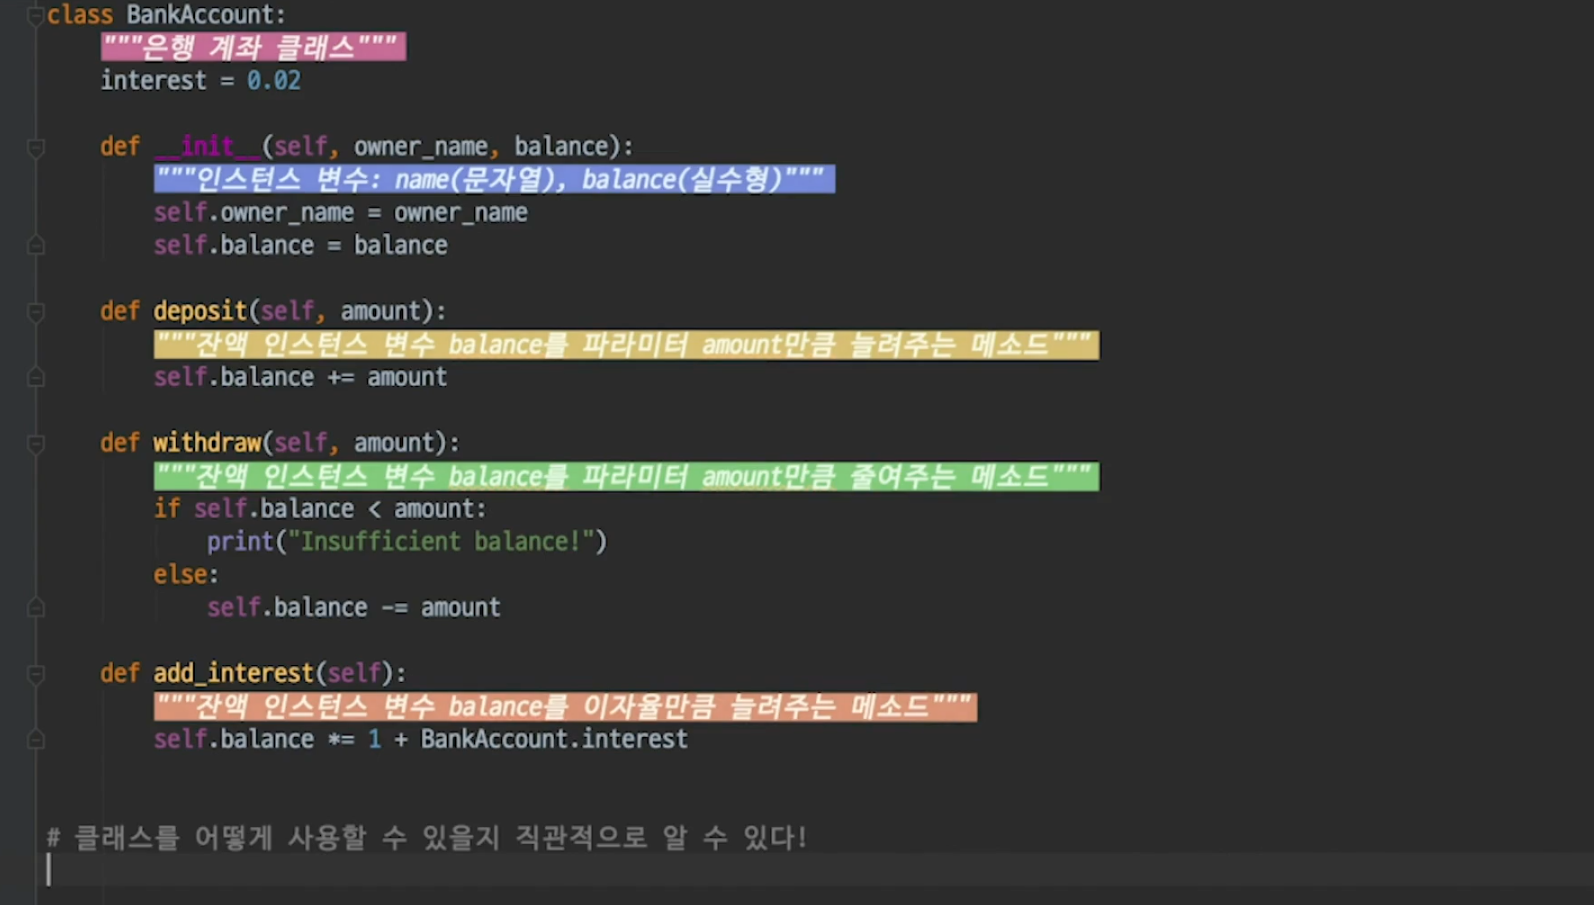 class BankAccount:
"""은행 계좌 클래스"""
interest = 0.02
def __init__(self, owner_name, balance):
"""인스턴스 변수: name(문자열), balance(실수형)"""
self.owner_name = owner_name
self.balance = balance
def deposit(self, amount):
"""잔액 인스턴스 변수 balance를 파라미터 amount만큼 늘려주는 메소드"""
self.balance += amount
def withdraw(self, amount):
"""잔액 인스턴스 변수 balance를 파라미터 amount만큼 줄여주는 메소드"""
if self.balance < amount:
print("Insufficient balance!")
else:
self.balance -= amount
def add_interest(self):
"""잔액 인스턴스 변수 balance를 이자율만큼 늘려주는 메소드"""
self.balance *= 1 + BankAccount.interest
# 클래스를 어떻게 사용할 수 있을지 직관적으로 알 수 있다!